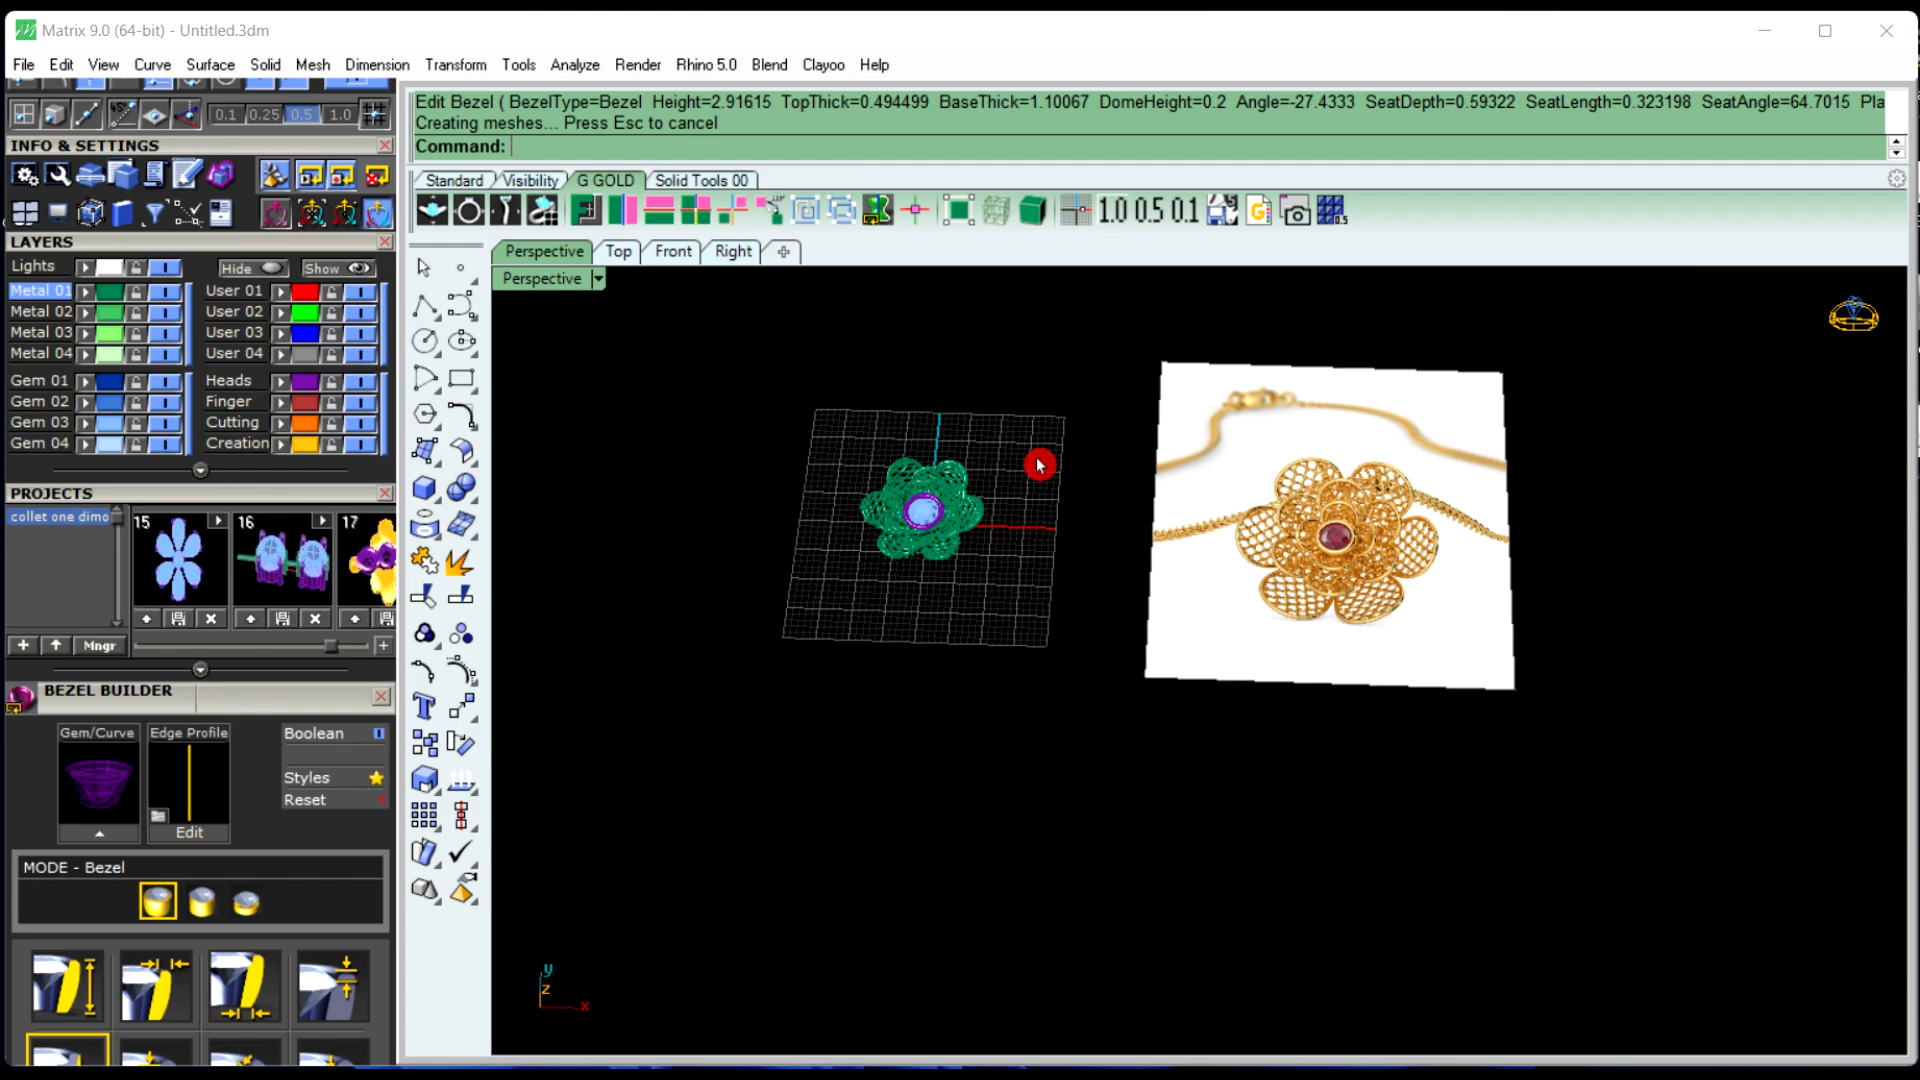 Matrix 9.0 (64-bit) - Untitled.3dm
File Edit View Curve Surface Solid Mesh Dimension Transform Tools Analyze Render Rhino 5.0 Blend Clayoo Help
Edit Bezel ( BezelType=Bezel Height=2.91615 TopThick=0.494499 BaseThick=1.10067 DomeHeight=0.2 Angle=-27.4333 SeatDepth=0.59322 SeatLength=0.323198 SeatAngle=64.7015 Pla
Creating meshes... Press Esc to cancel
Command:
0.1 0.25 0.5 1.0
INFO & SETTINGS
Standard Visibility G GOLD Solid Tools 00
1.0 0.5 0.1
LAYERS
Perspective Top Front Right
Perspective
Lights Hide Show
Metal 01 User 01
Metal 02 User 02
Metal 03 User 03
Metal 04 User 04
Gem 01 Heads
Gem 02 Finger
Gem 03 Cutting
Gem 04 Creation
PROJECTS
collet one dimo
15 16 17
Mngr
BEZEL BUILDER
Gem/Curve Edge Profile Boolean
Styles
Reset
Edit
MODE - Bezel
y
z
x